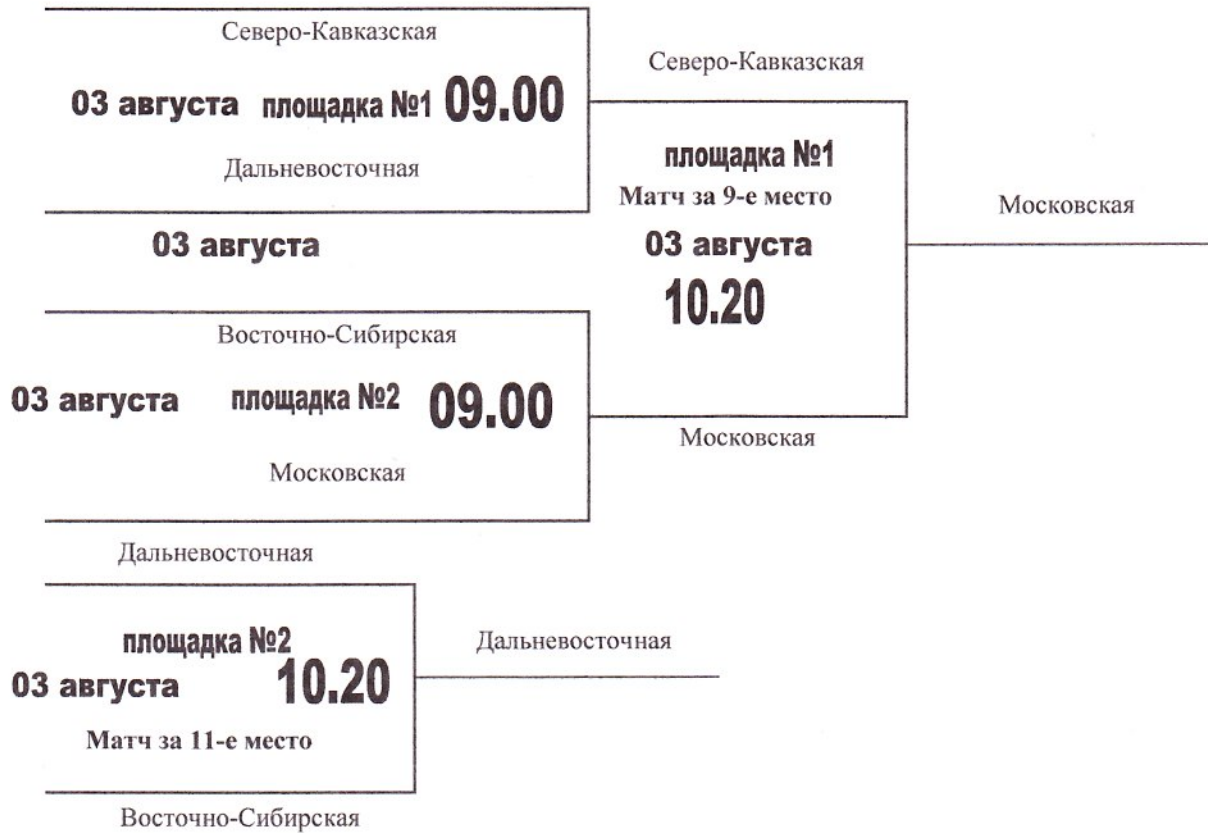 Северо-Кавказская
03 августа площадка №1 09.00
Дальневосточная
03 августа
Восточно-Сибирская
03 августа площадка №2 09.00
Московская
Северо-Кавказская
площадка №1
Матч за 9-е место
03 августа
10.20
Московская
Московская
Дальневосточная
площадка №2
03 августа 10.20
Матч за 11-е место
Восточно-Сибирская
Дальневосточная